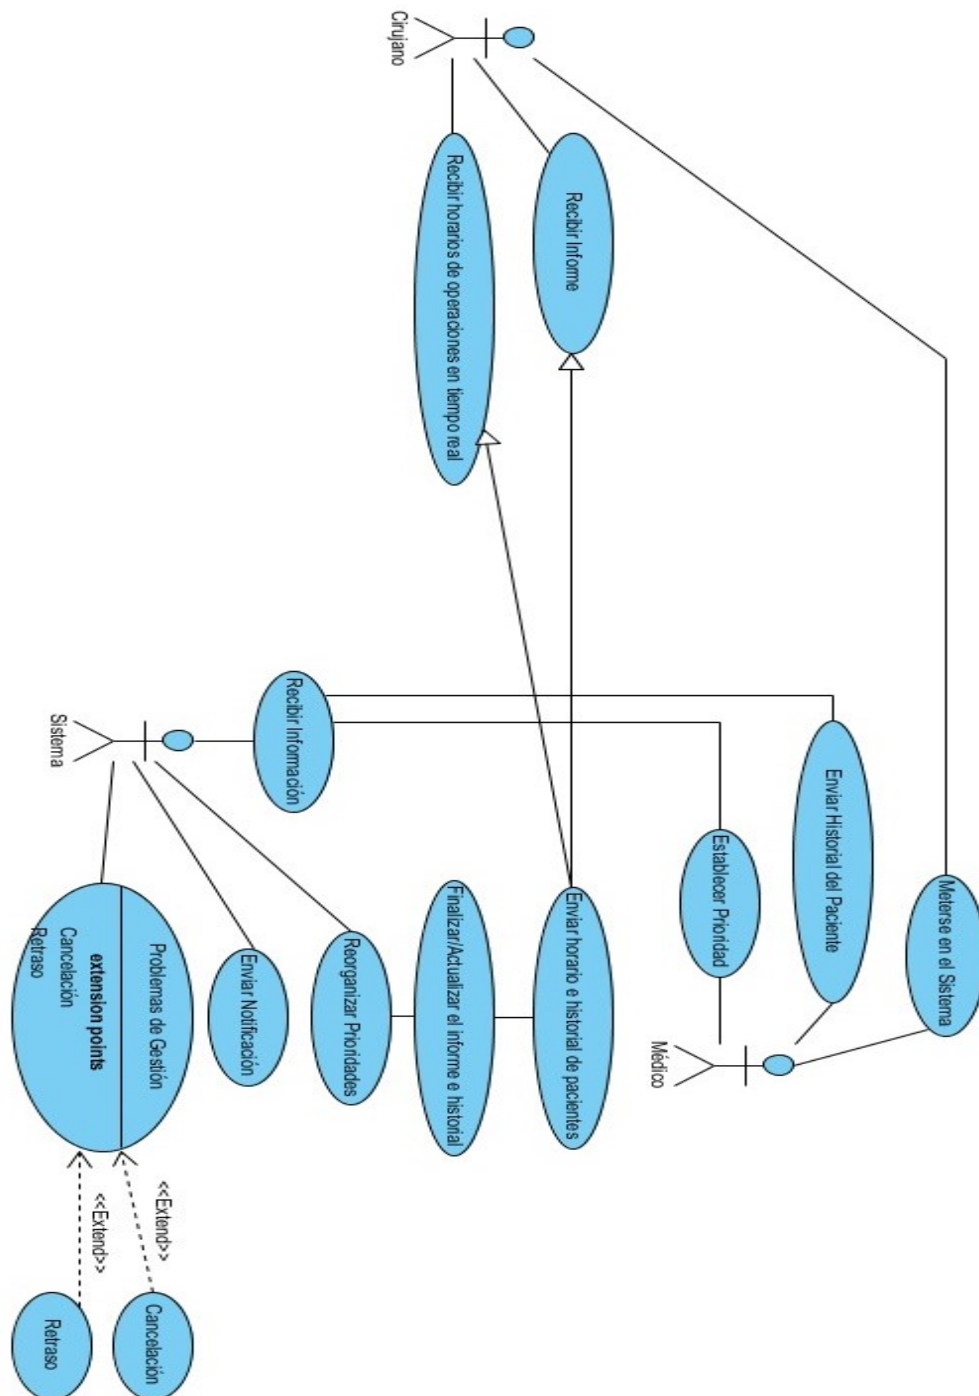 Meterse en el Sistema
Enviar Historial del Paciente
Establecer Prioridad
Médico
Recibir Informe
Enviar horario e historial de pacientes
Recibir horarios de operaciones en tiempo real
Finalizar/Actualizar el informe e historial
Cirujano
Reorganizar Prioridades
Recibir Información
Enviar Notificación
Sistema
Problemas de Gestión
extension points
Cancelación
Retraso
<<Extend>>
Cancelación
<<Extend>>
Retraso